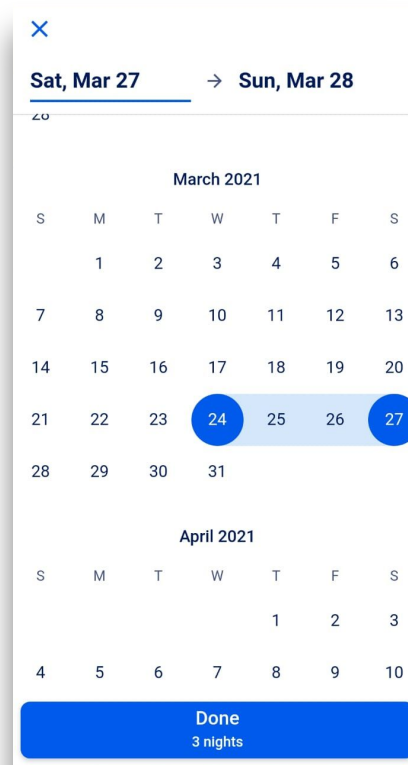 Sat, Mar 27 → Sun, Mar 28
28
March 2021
S M T W T F S
1 2 3 4 5 6
7 8 9 10 11 12 13
14 15 16 17 18 19 20
21 22 23 24 25 26 27
28 29 30 31
April 2021
S M T W T F S
1 2 3
4 5 6 7 8 9 10
Done
3 nights